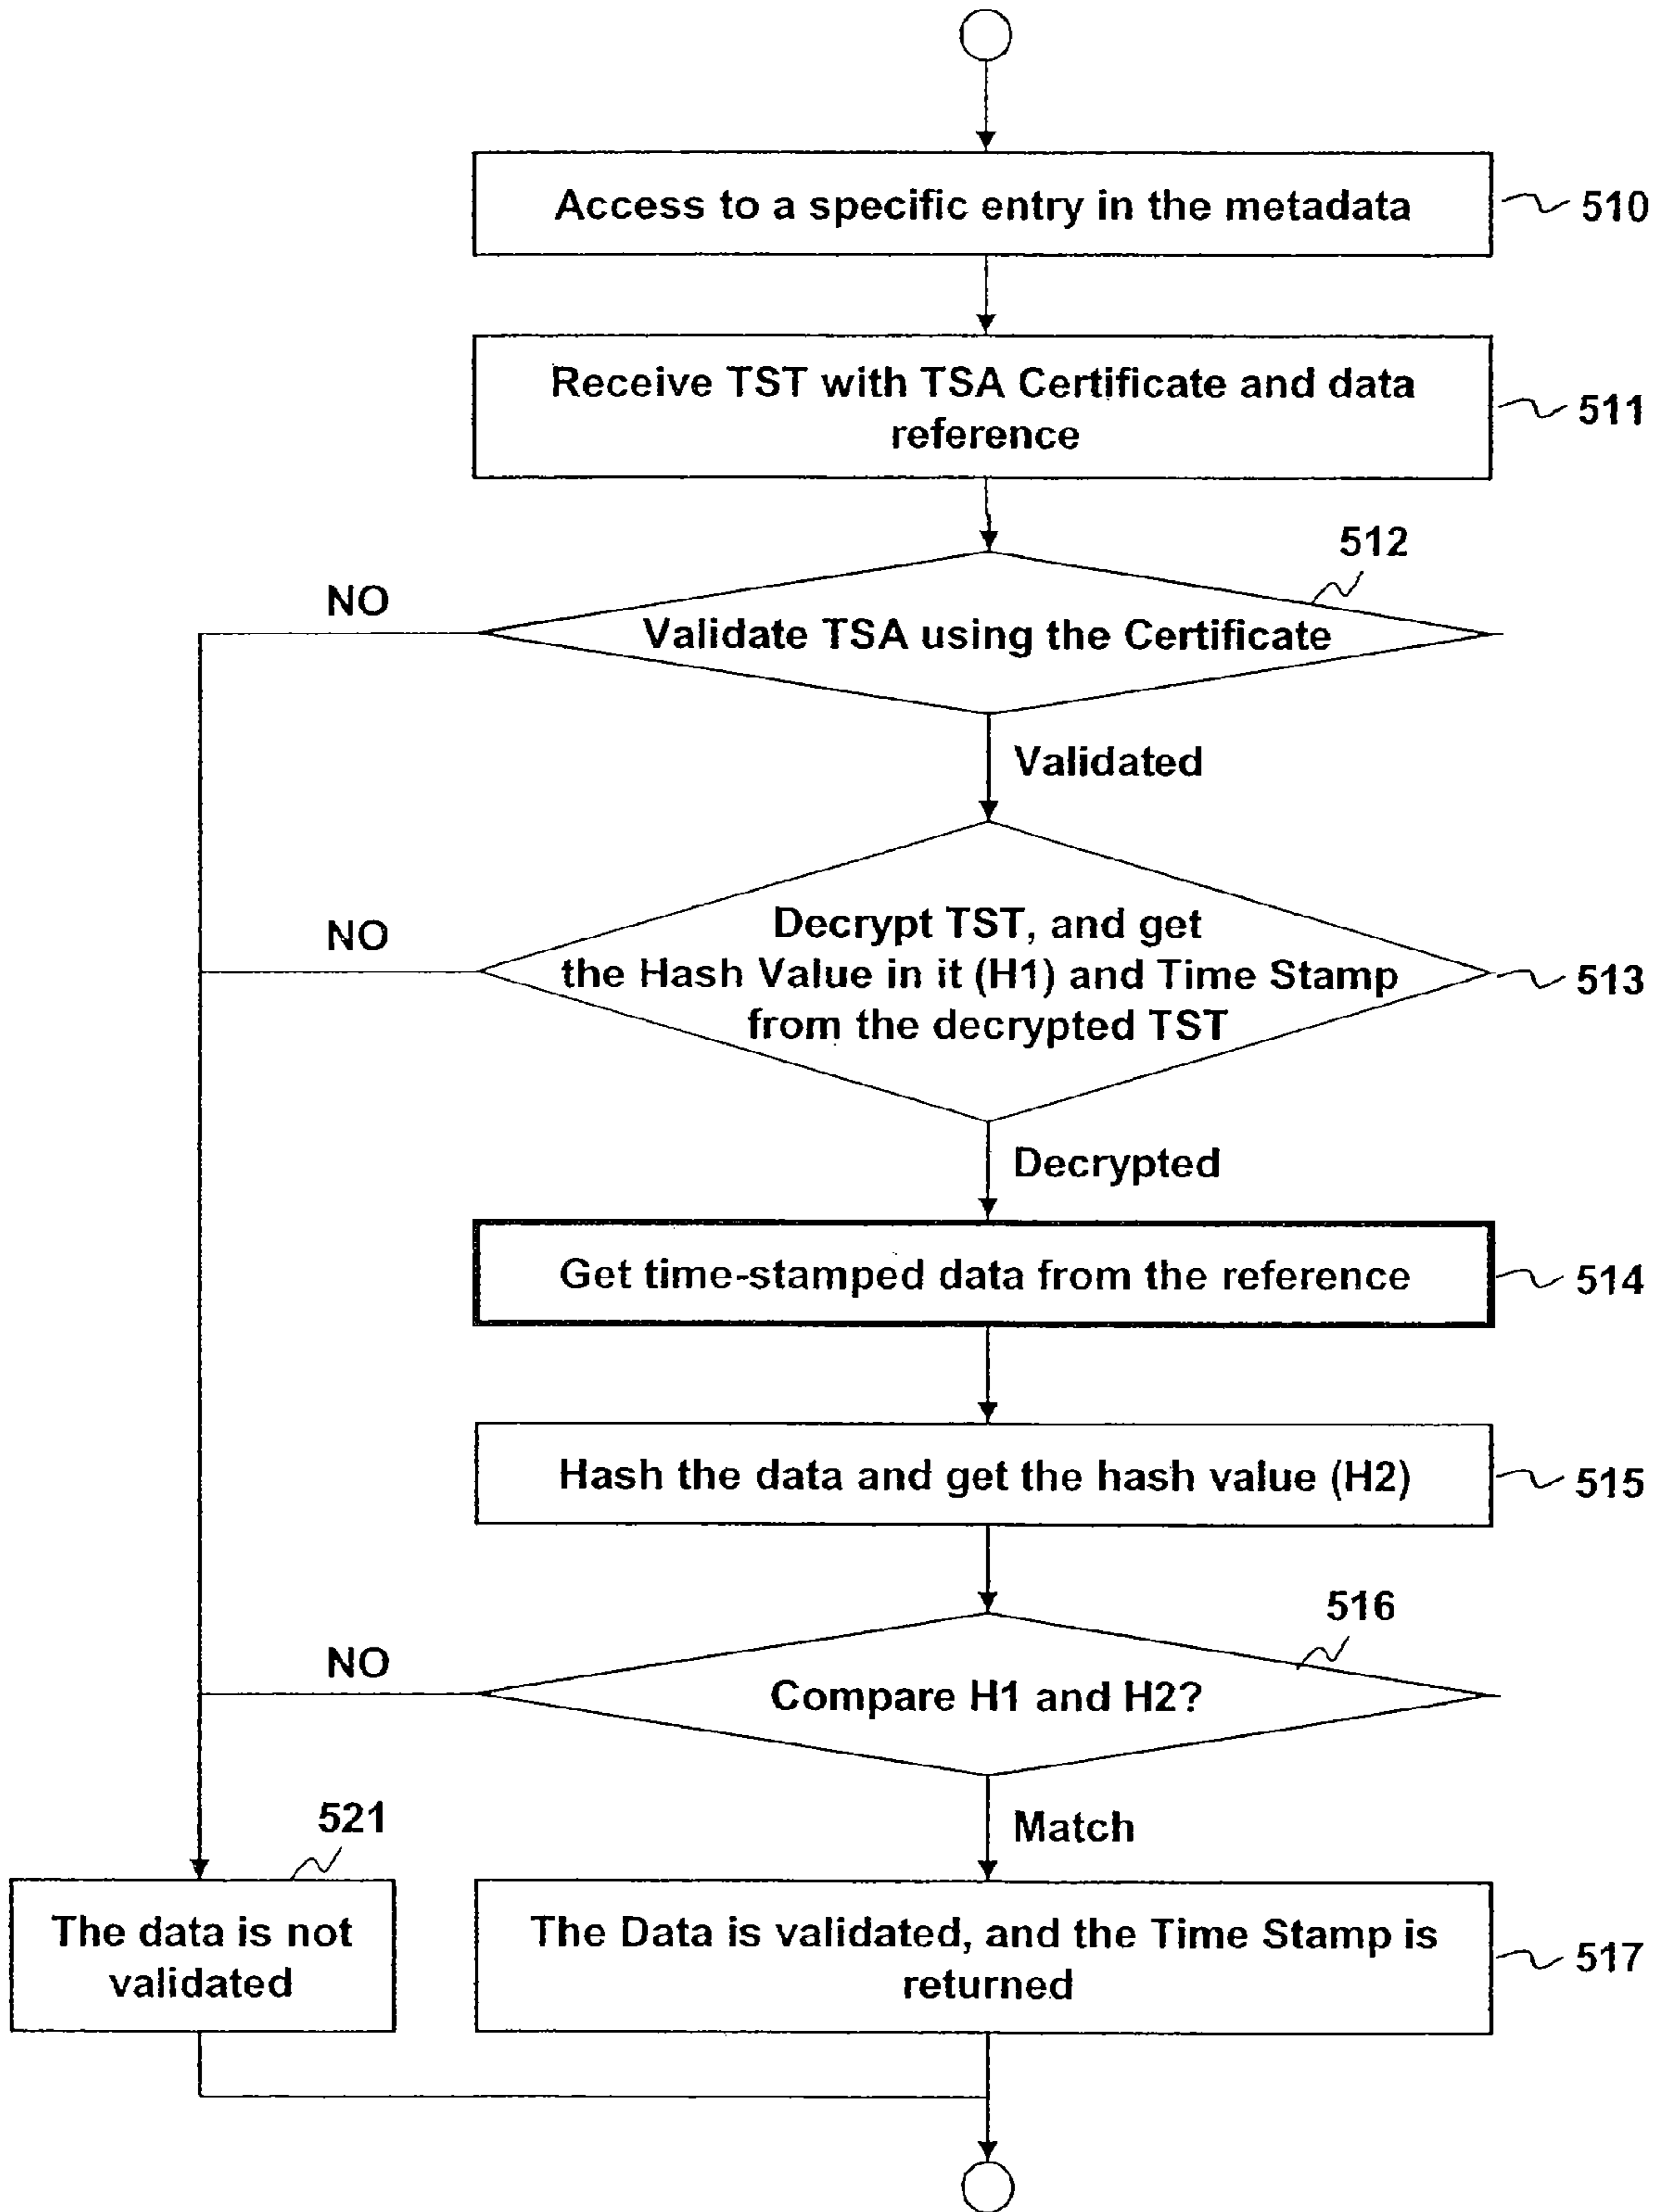 Access to a specific entry in the metadata
510
Receive TST with TSA Certificate and data
reference
511
512
NO
Validate TSA using the Certificate
Validated
NO
Decrypt TST, and get
the Hash Value in it (H1) and Time Stamp
from the decrypted TST
513
Decrypted
Get time-stamped data from the reference
514
Hash the data and get the hash value (H2)
515
516
NO
Compare H1 and H2?
Match
521
The data is not
validated
The Data is validated, and the Time Stamp is
returned
517